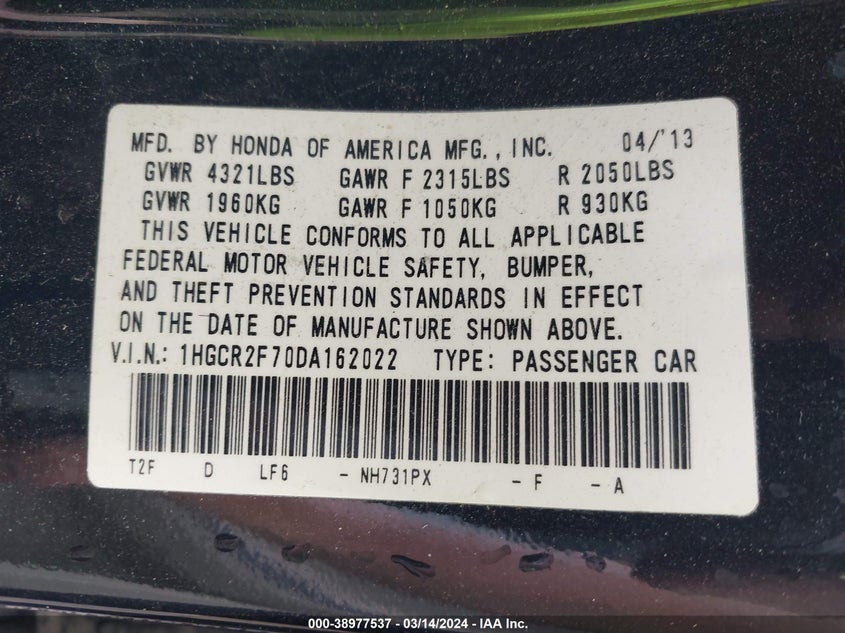 MFD. BY HONDA OF AMERICA MFG., INC. 04/'13
GVWR 4321LBS GAWR F 2315LBS R 2050LBS
GVWR 1960KG GAWR F 1050KG R 930KG
THIS VEHICLE CONFORMS TO ALL APPLICABLE
FEDERAL MOTOR VEHICLE SAFETY, BUMPER,
AND THEFT PREVENTION STANDARDS IN EFFECT
ON THE DATE OF MANUFACTURE SHOWN ABOVE.
V.I.N.: 1HGCR2F70DA162022 TYPE: PASSENGER CAR
T2F D LF6 - NH731PX - F - A
000-38977537 - 03/14/2024 - IAA Inc.